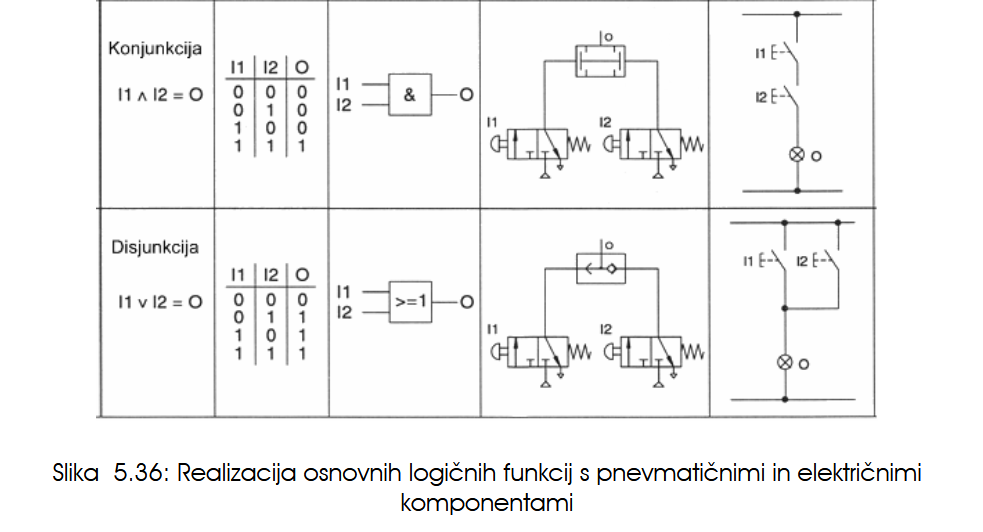 Konjunkcija
I1 ∧ I2 = O
I1 I2 O
0 0 0
0 1 0
1 0 0
1 1 1
I1
I2
&
O
O
I1
I2
I1
I2
O
Disjunkcija
I1 ∨ I2 = O
I1 I2 O
0 0 0
0 1 1
1 0 1
1 1 1
I1
I2
>=1
O
O
I1
I2
I1
I2
O
Slika 5.36: Realizacija osnovnih logičnih funkcij s pnevmatičnimi in električnimi
komponentami